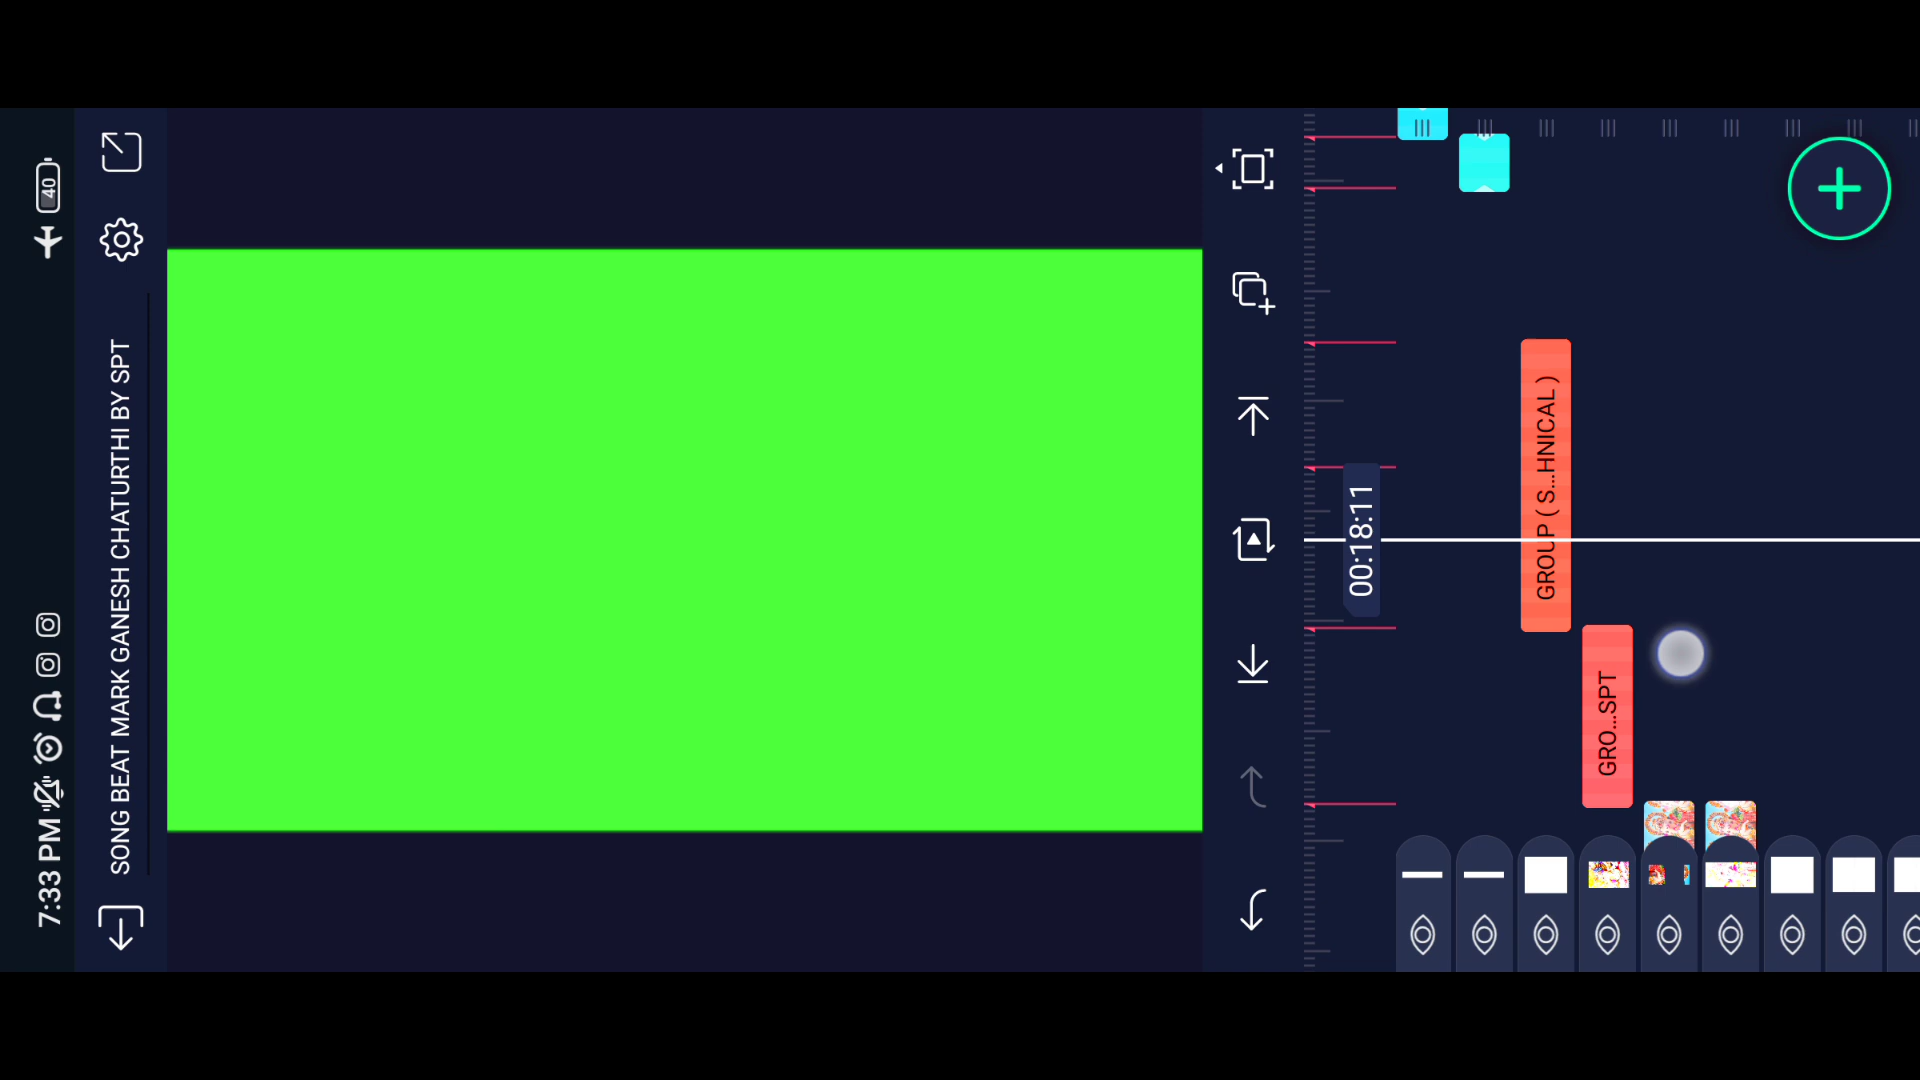 7:33 PM
40
SONG BEAT MARK GANESH CHATURTHI BY SPT
00:18:11
GROUP ( S...HNICAL )
GRO...SPT